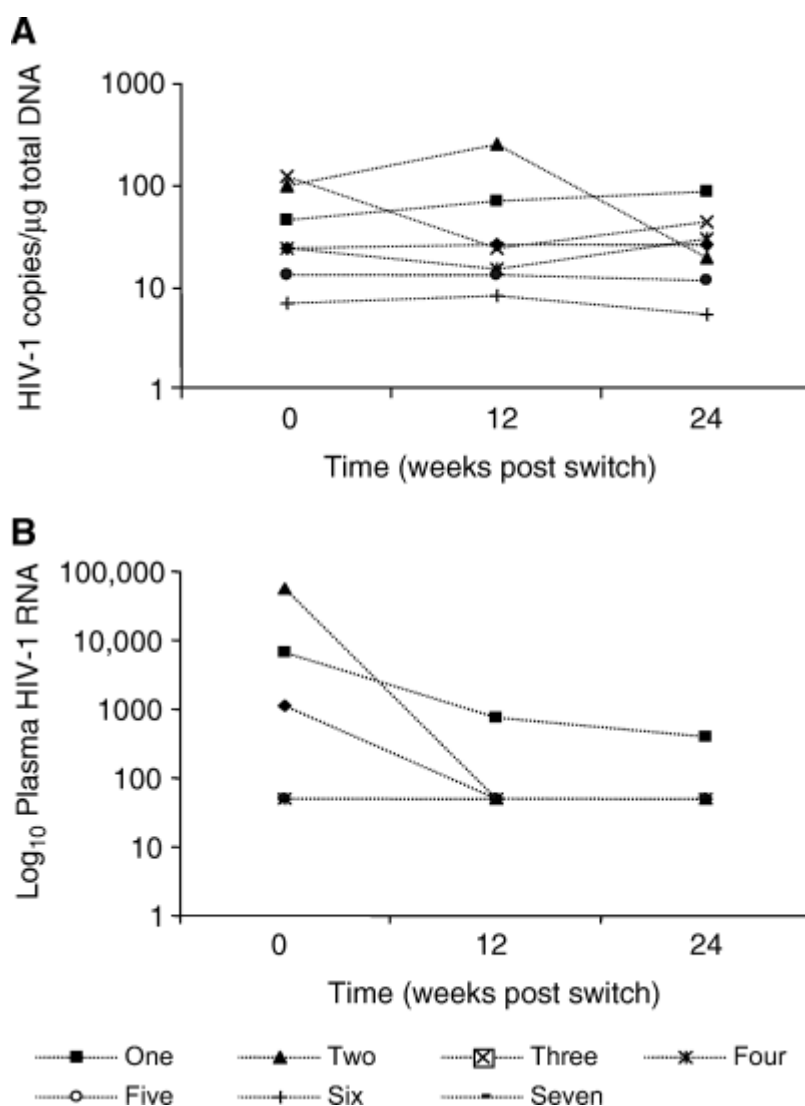 A
HIV-1 copies/μg total DNA
1000
100
10
1
0 12 24
Time (weeks post switch)
B
Log10 Plasma HIV-1 RNA
100,000
10,000
1000
100
10
1
0 12 24
Time (weeks post switch)
One Two Three Four
Five Six Seven